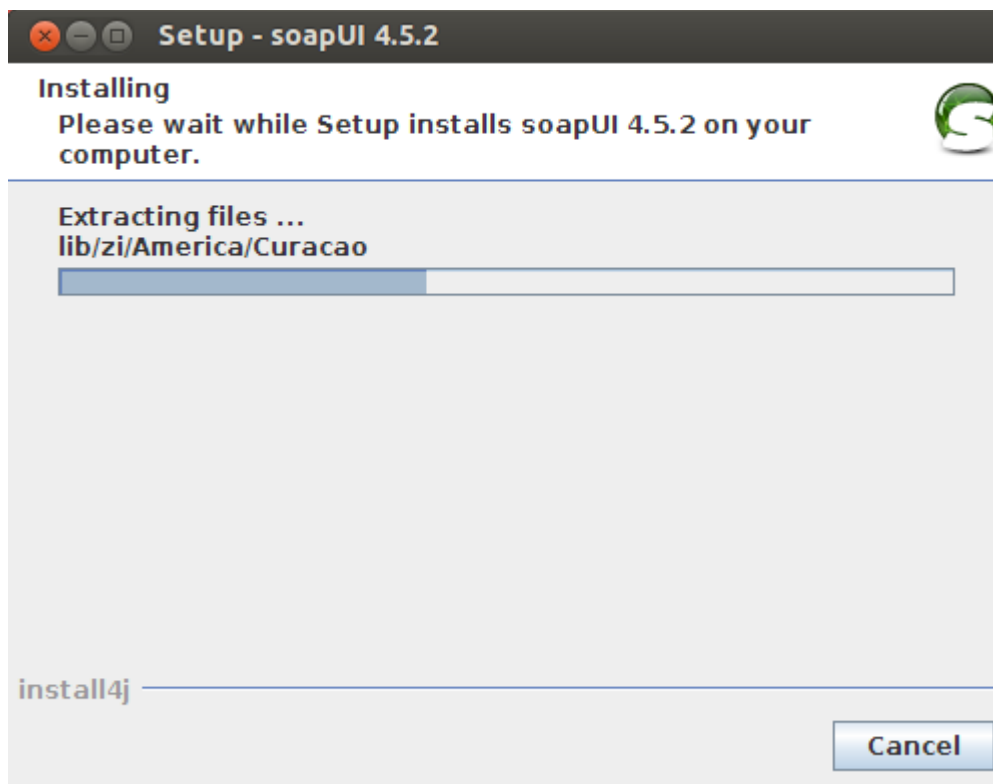 Setup - soapUI 4.5.2
Installing
Please wait while Setup installs soapUI 4.5.2 on your
computer.
Extracting files ...
lib/zi/America/Curacao
install4j
Cancel